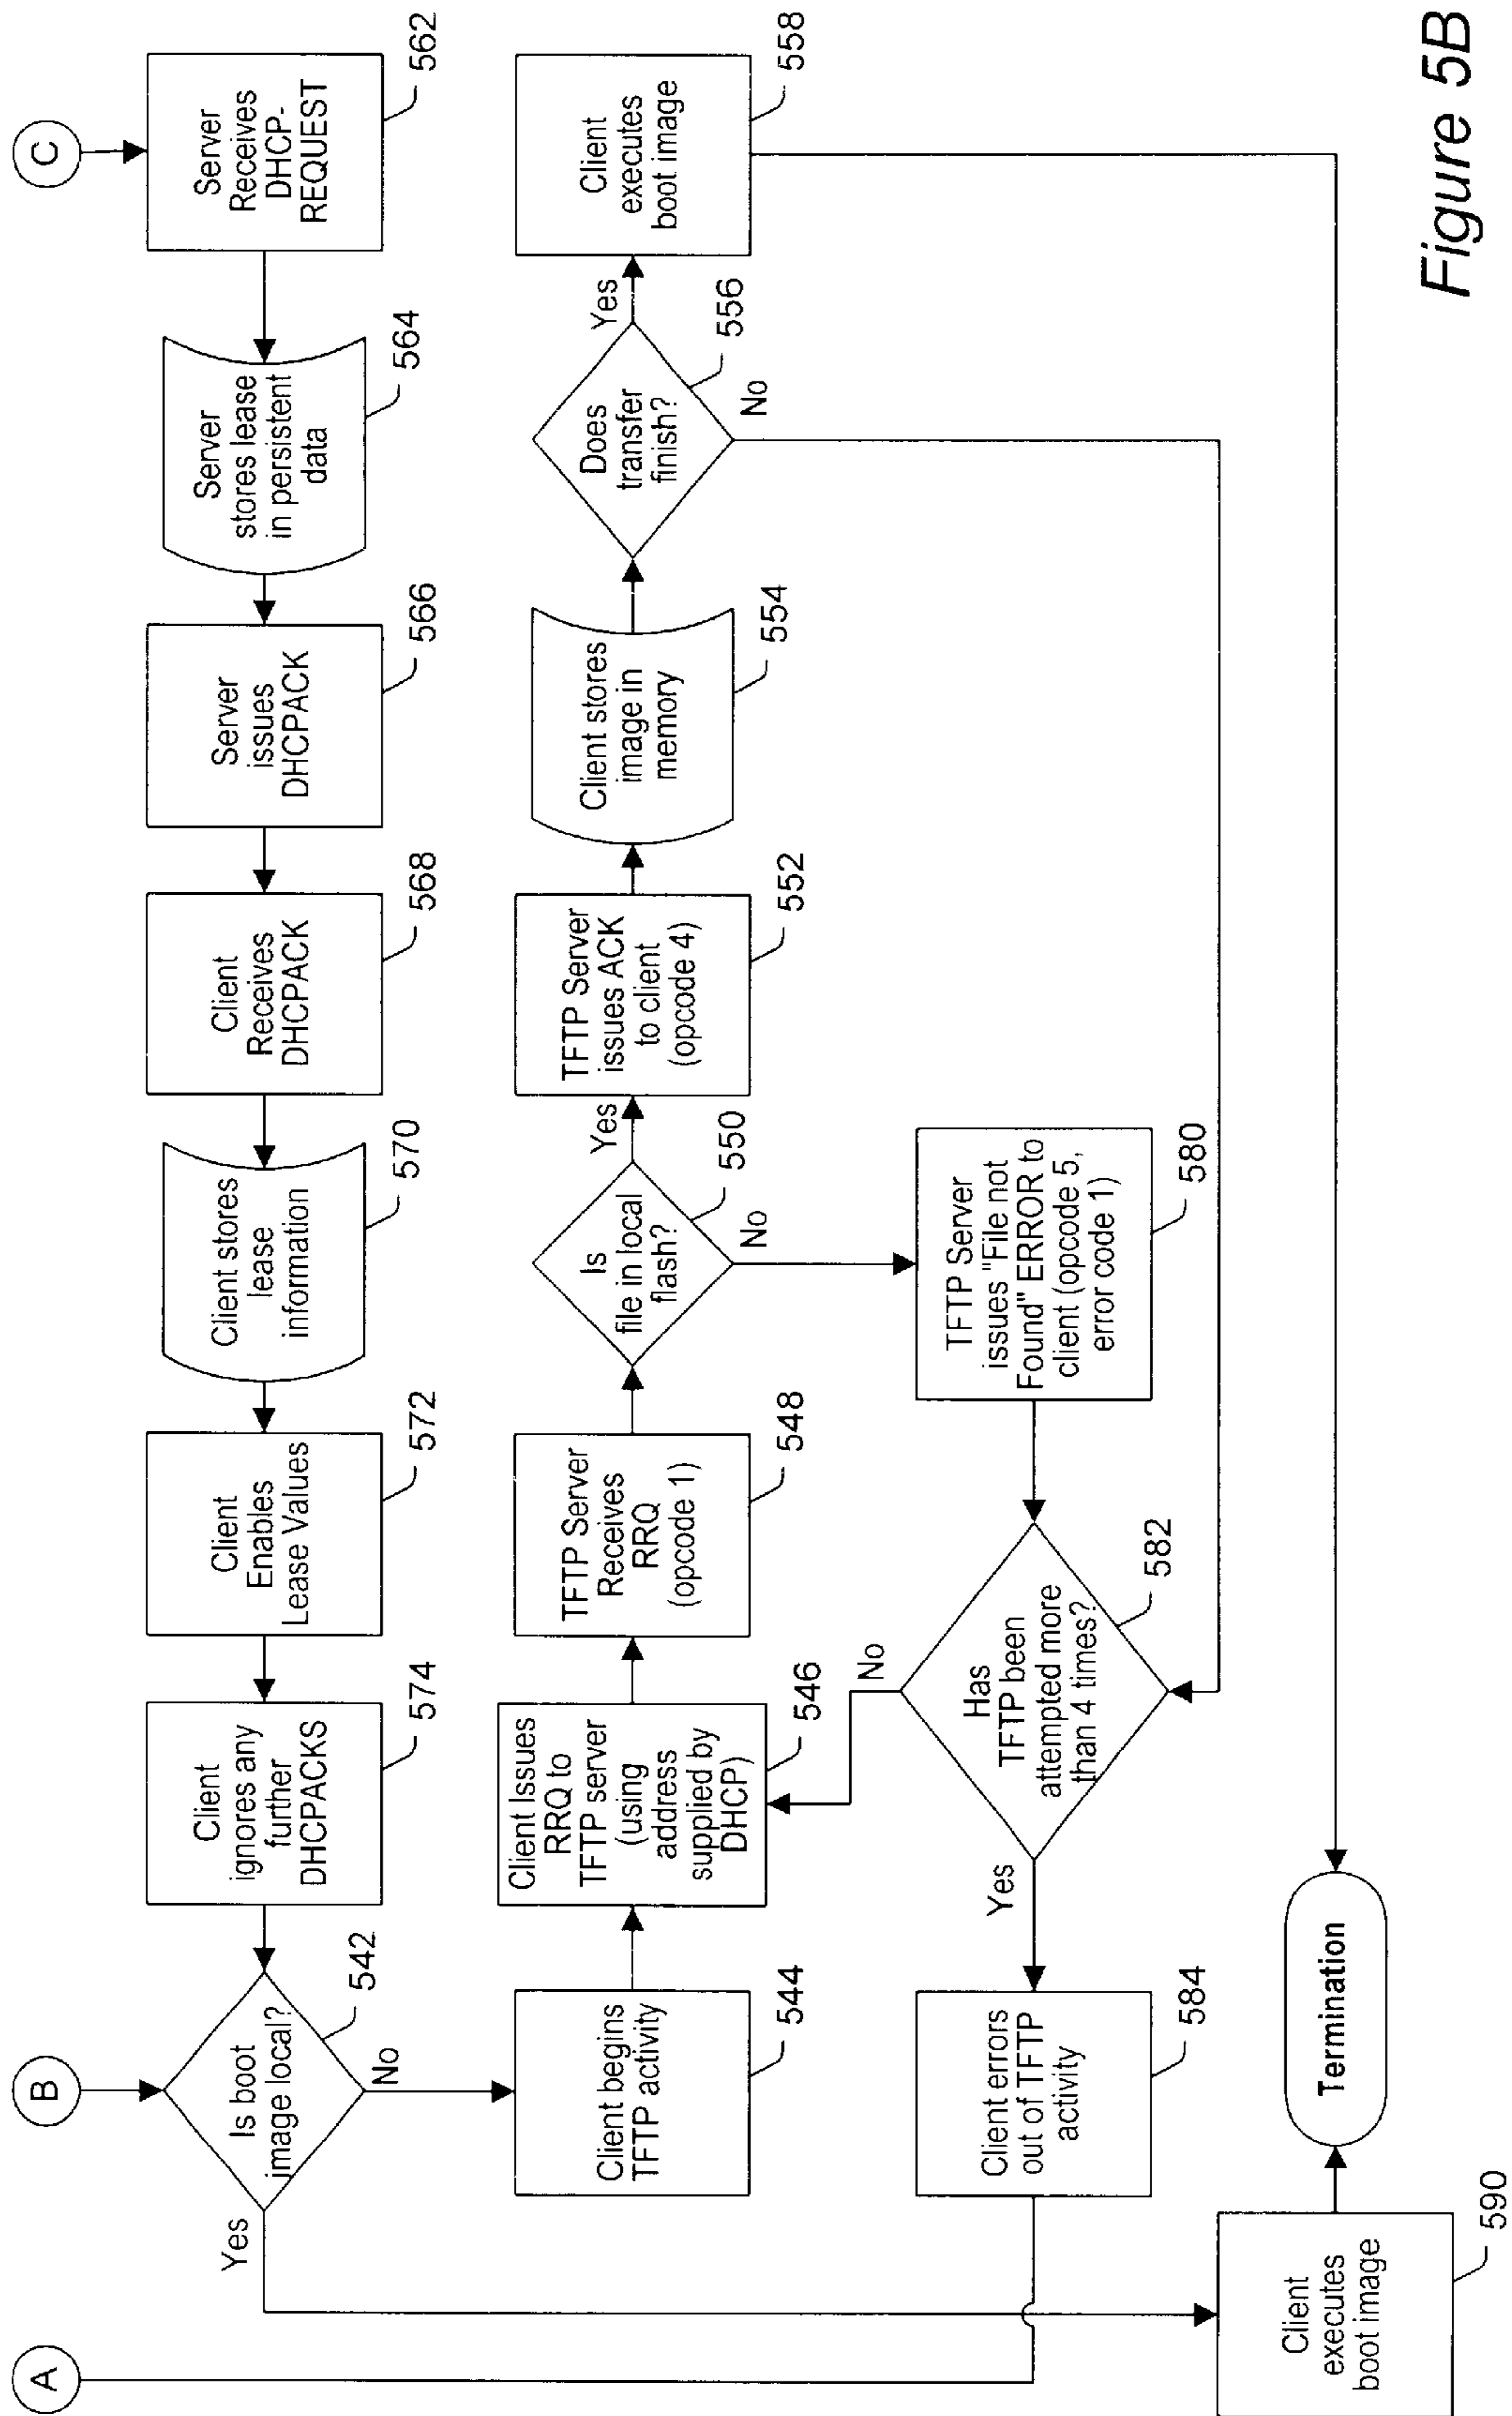 C
Server
Receives
DHCP-
REQUEST
562
Server
stores lease
in persistent
data
564
Server
issues
DHCPACK
566
Client
Receives
DHCPACK
568
Client stores
lease
information
570
Client
Enables
Lease Values
572
Client
ignores any
further
DHCPACKS
574
B
Is boot
image local?
542
Yes
No
A
Client begins
TFTP activity
544
Client Issues
RRQ to
TFTP server
(using
address
supplied by
DHCP)
546
TFTP Server
Receives
RRQ
(opcode 1)
548
Is
file in local
flash?
550
Yes
No
TFTP Server
issues ACK
to client
(opcode 4)
552
Client stores
image in
memory
554
Does
transfer
finish?
556
Yes
No
Client
executes
boot image
558
TFTP Server
issues "File not
Found" ERROR to
client (opcode 5,
error code 1)
580
Has
TFTP been
attempted more
than 4 times?
582
No
Yes
Client errors
out of TFTP
activity
584
Client
executes
boot image
590
Termination
Figure 5B